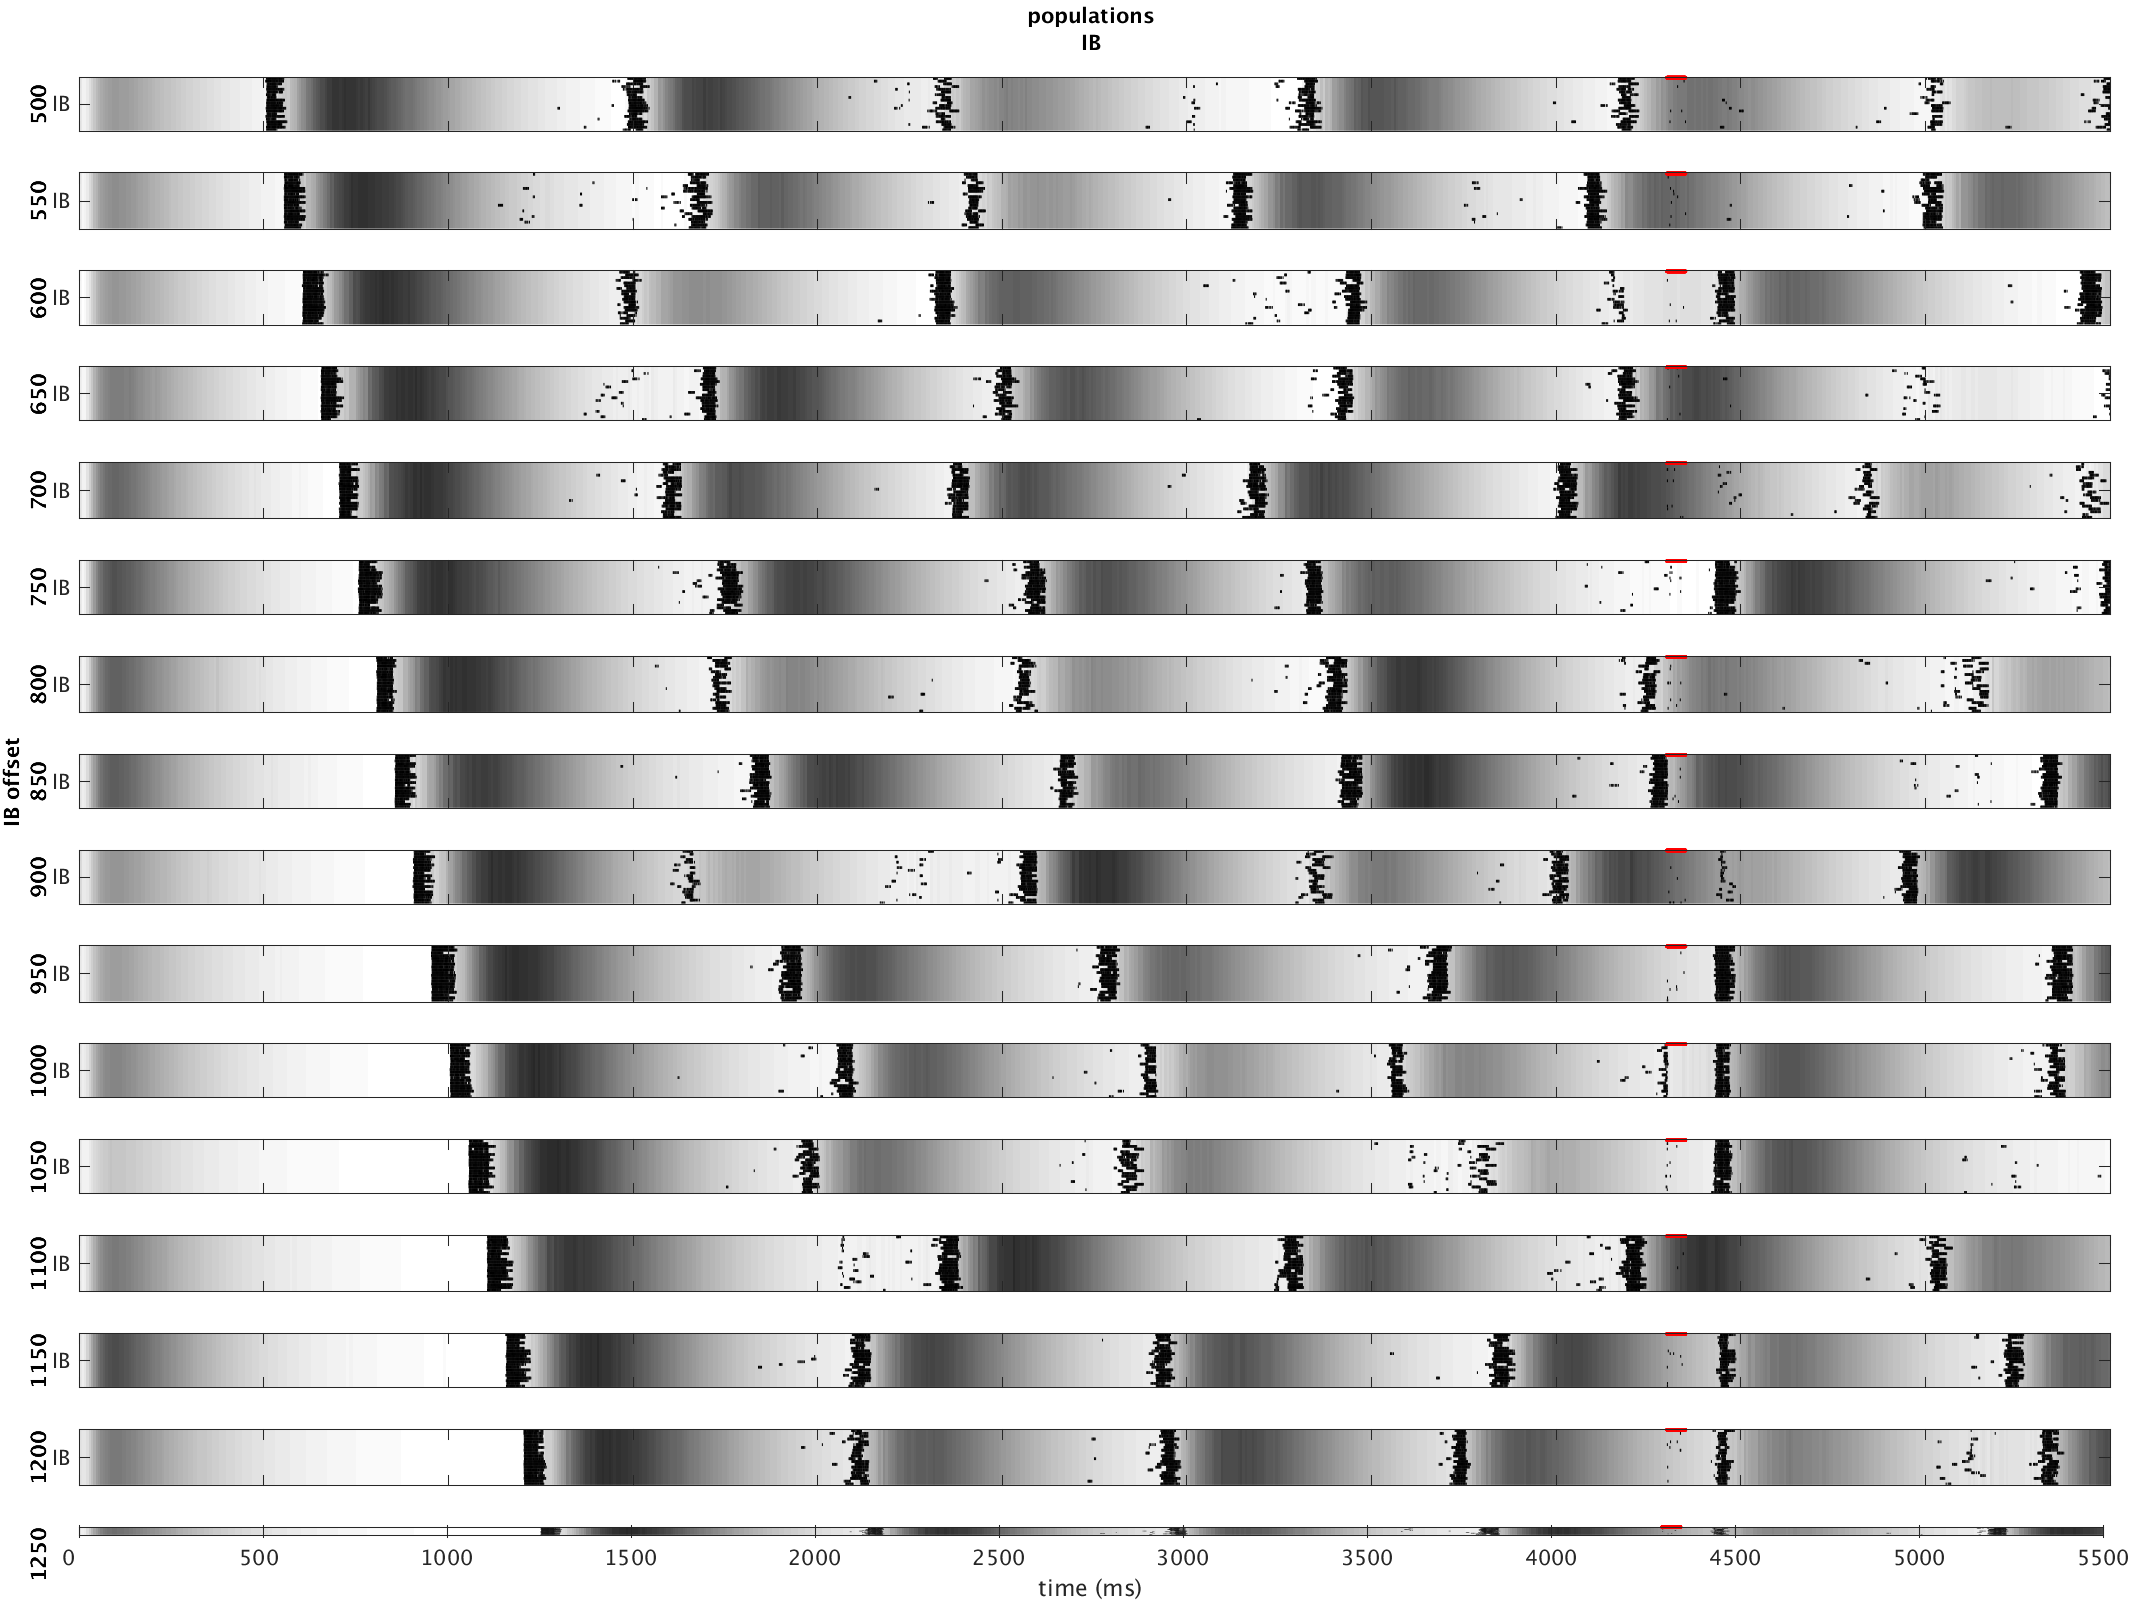 populations
IB
500 IB
550 IB
600 IB
650 IB
700 IB
750 IB
800 IB
850 IB
IB offset
900 IB
950 IB
1000 IB
1050 IB
1100 IB
1150 IB
1200 IB
1250
0 500 1000 1500 2000 2500 3000 3500 4000 4500 5000 5500
time (ms)